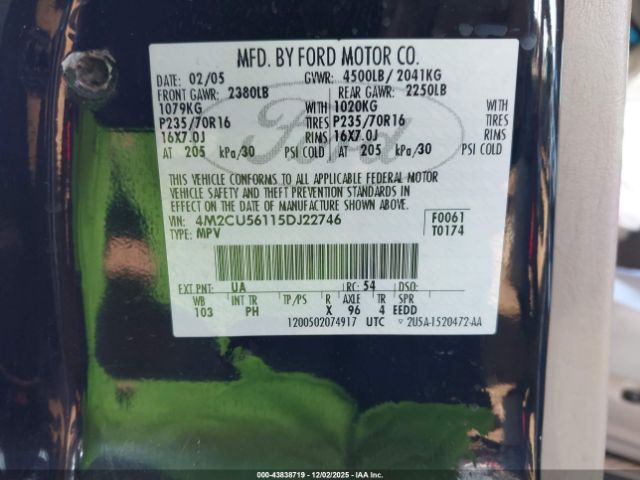 MFD. BY FORD MOTOR CO.
DATE: 02/05 GVWR: 4500LB/ 2041KG
FRONT GAWR: 2380LB REAR GAWR: 2250LB
1079KG WITH 1020KG WITH
P235/70R16 TIRES P235/70R16 TIRES
16X7.0J RIMS 16X7.0J RIMS
AT 205 kPa/30 PSI COLD AT 205 kPa/30 PSI COLD
THIS VEHICLE CONFORMS TO ALL APPLICABLE FEDERAL MOTOR
VEHICLE SAFETY AND THEFT PREVENTION STANDARDS IN
EFFECT ON THE DATE OF MANUFACTURE SHOWN ABOVE.
VIN: 4M2CU56115DJ22746 F0061
TYPE: MPV T0174
EXT PNT: UA RC: 54 DSO:
WB INT TR TP/PS R AXLE TR SPR
103 PH X 96 4 EEDD
1200502074917 UTC 2U5A-1520472-AA
Ford
000-43838719 - 12/02/2025 - IAA Inc.